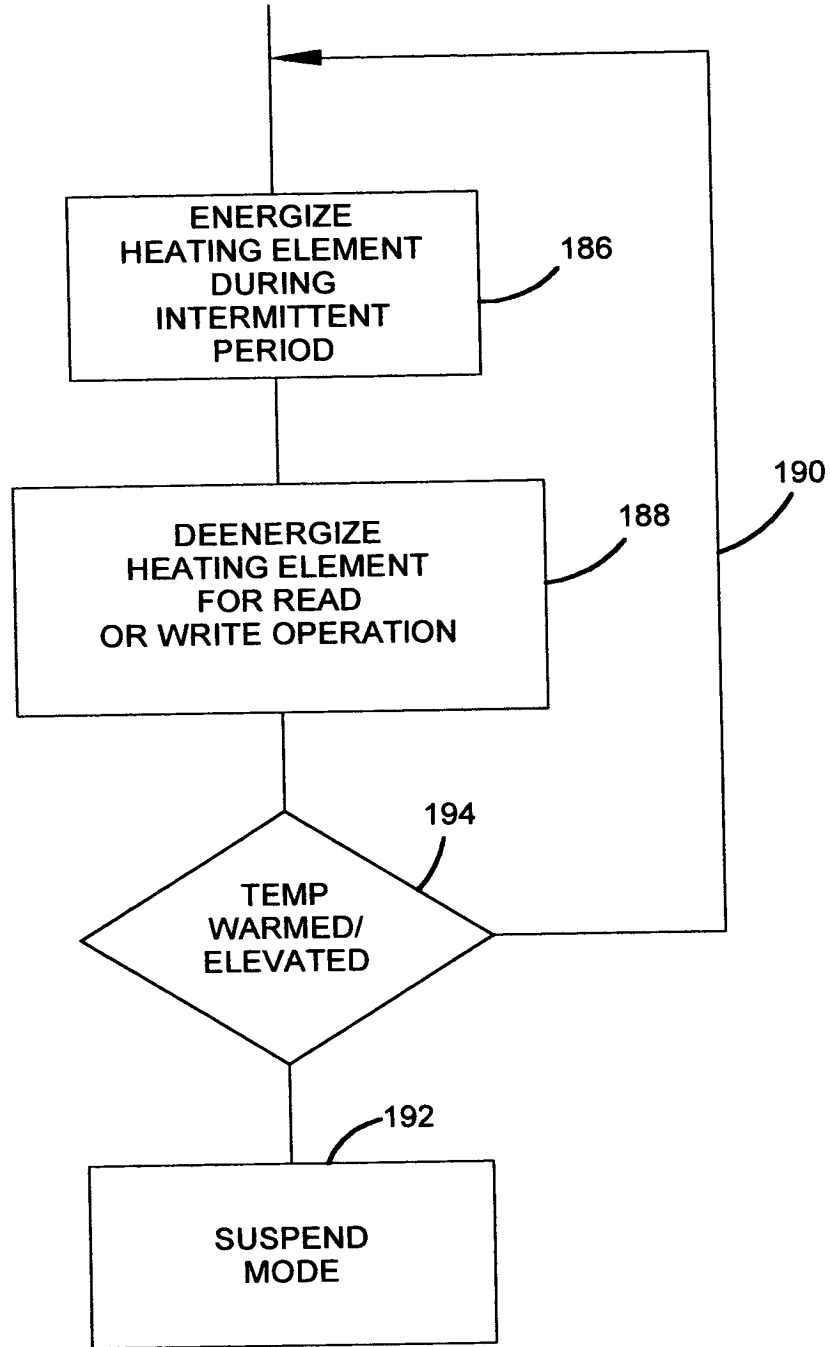 ENERGIZE
HEATING ELEMENT
DURING
INTERMITTENT
PERIOD
186
190
DEENERGIZE
HEATING ELEMENT
FOR READ
OR WRITE OPERATION
188
194
TEMP
WARMED/
ELEVATED
192
SUSPEND
MODE